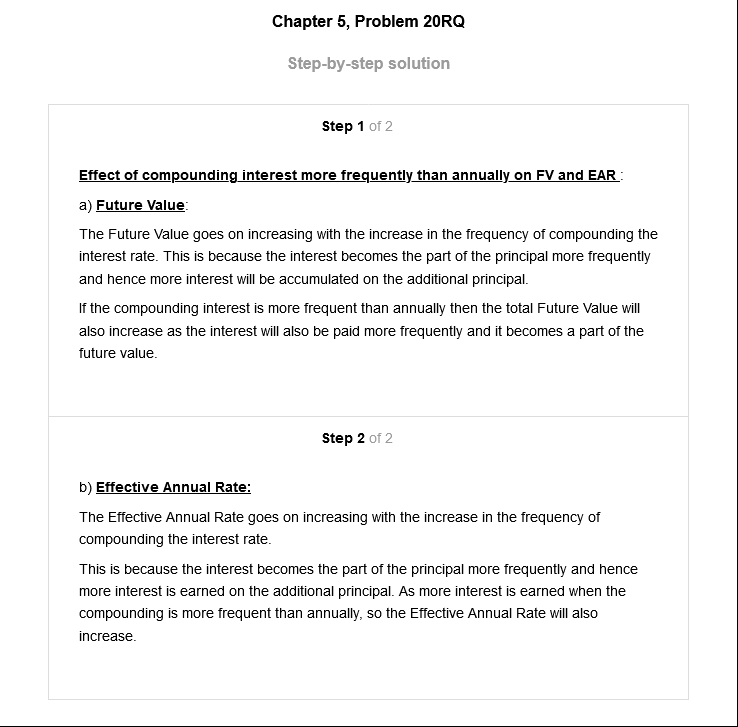 Chapter 5, Problem 20RQ
Step-by-step solution
Step 1 of 2
Effect of compounding interest more frequently than annually on FV and EAR :
a) Future Value:
The Future Value goes on increasing with the increase in the frequency of compounding the
interest rate. This is because the interest becomes the part of the principal more frequently
and hence more interest will be accumulated on the additional principal.
If the compounding interest is more frequent than annually then the total Future Value will
also increase as the interest will also be paid more frequently and it becomes a part of the
future value.
Step 2 of 2
b) Effective Annual Rate:
The Effective Annual Rate goes on increasing with the increase in the frequency of
compounding the interest rate.
This is because the interest becomes the part of the principal more frequently and hence
more interest is earned on the additional principal. As more interest is earned when the
compounding is more frequent than annually, so the Effective Annual Rate will also
increase.